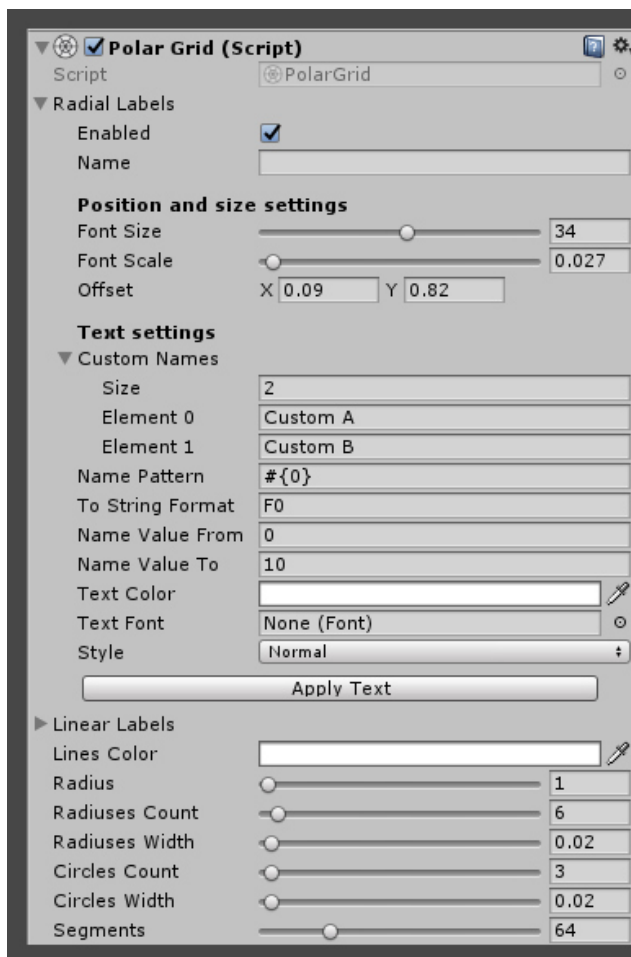 Polar Grid (Script)
Script PolarGrid
Radial Labels
Enabled
Name
Position and size settings
Font Size 34
Font Scale 0.027
Offset X 0.09 Y 0.82
Text settings
Custom Names
Size 2
Element 0 Custom A
Element 1 Custom B
Name Pattern #{0}
To String Format F0
Name Value From 0
Name Value To 10
Text Color
Text Font None (Font)
Style Normal
Apply Text
Linear Labels
Lines Color
Radius 1
Radiuses Count 6
Radiuses Width 0.02
Circles Count 3
Circles Width 0.02
Segments 64